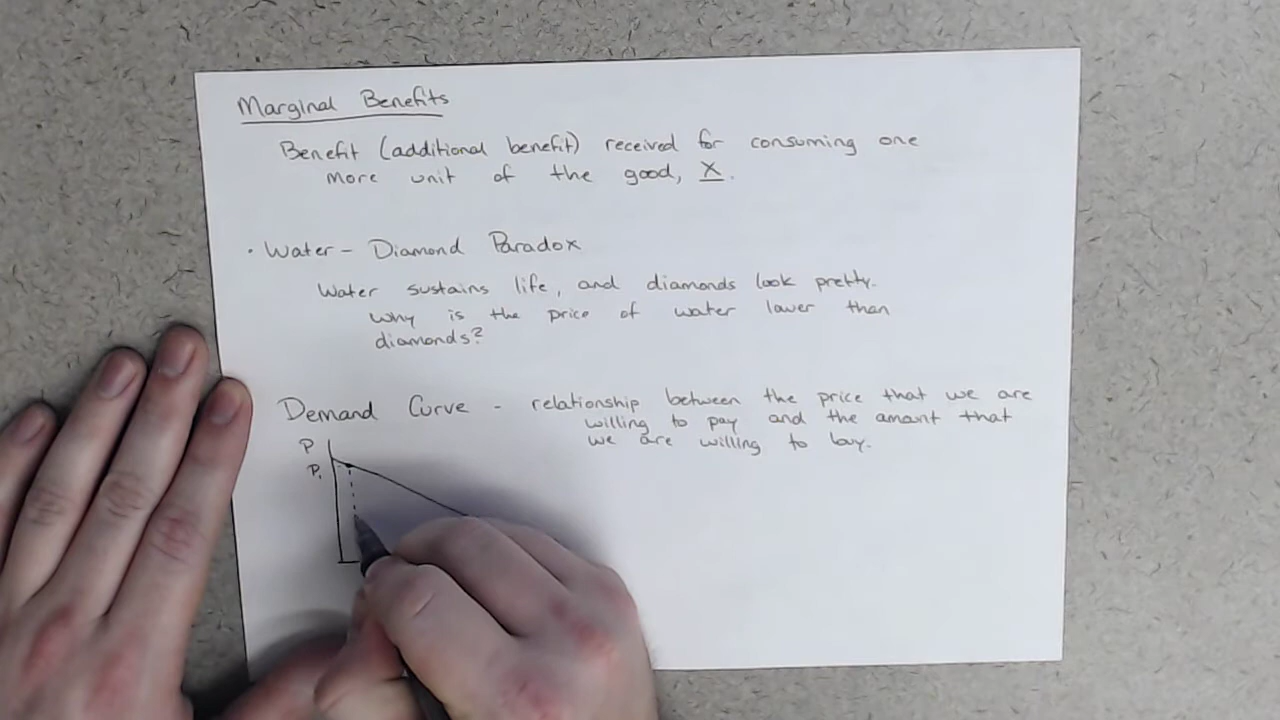 Marginal Benefits
Benefit (additional benefit) received for consuming one
more unit of the good, X.
• Water - Diamond Paradox
Water sustains life, and diamonds look pretty.
Why is the price of water lower than
diamonds?
Demand Curve - relationship between the price that we are
willing to pay and the amount that
we are willing to buy.
P
P₁